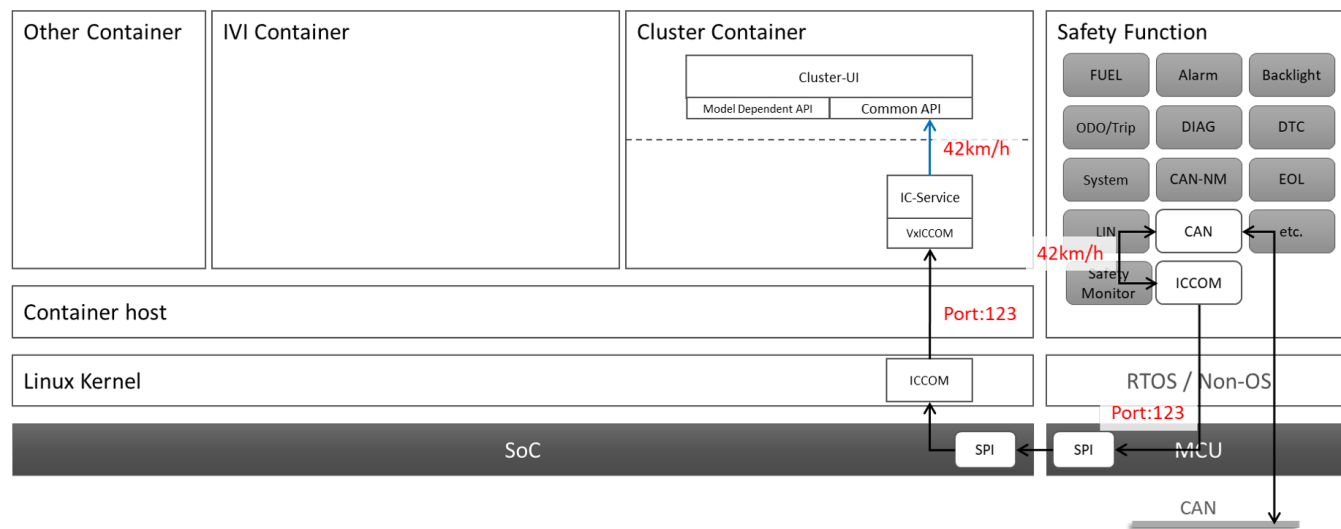 Other Container
IVI Container
Cluster Container
Safety Function
Cluster-UI
Model Dependent API
Common API
42km/h
IC-Service
VxICCOM
FUEL
Alarm
Backlight
ODO/Trip
DIAG
DTC
System
CAN-NM
EOL
LIN
CAN
etc.
42km/h
Safety
Monitor
ICCOM
Container host
Port:123
Linux Kernel
ICCOM
RTOS / Non-OS
Port:123
SoC
SPI
SPI
MCU
CAN